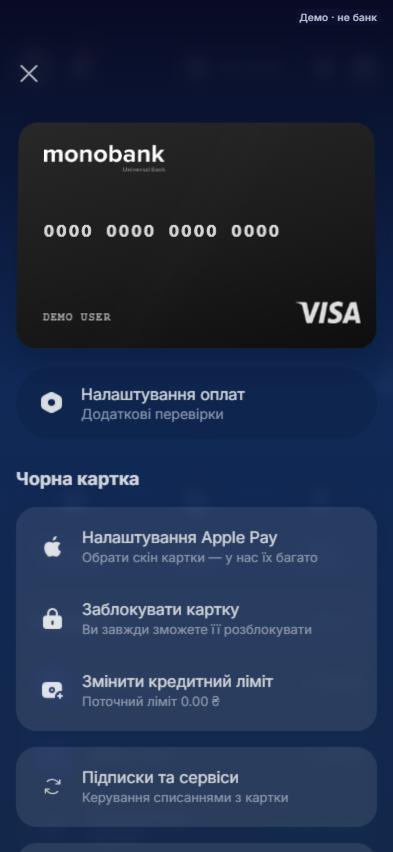 Демо · не банк
monobank
Universal Bank
0000 0000 0000 0000
DEMO USER
VISA
Налаштування оплат
Додаткові перевірки
Чорна картка
Налаштування Apple Pay
Обрати скін картки — у нас їх багато
Заблокувати картку
Ви завжди зможете її розблокувати
Змінити кредитний ліміт
Поточний ліміт 0.00 ₴
Підписки та сервіси
Керування списаннями з картки